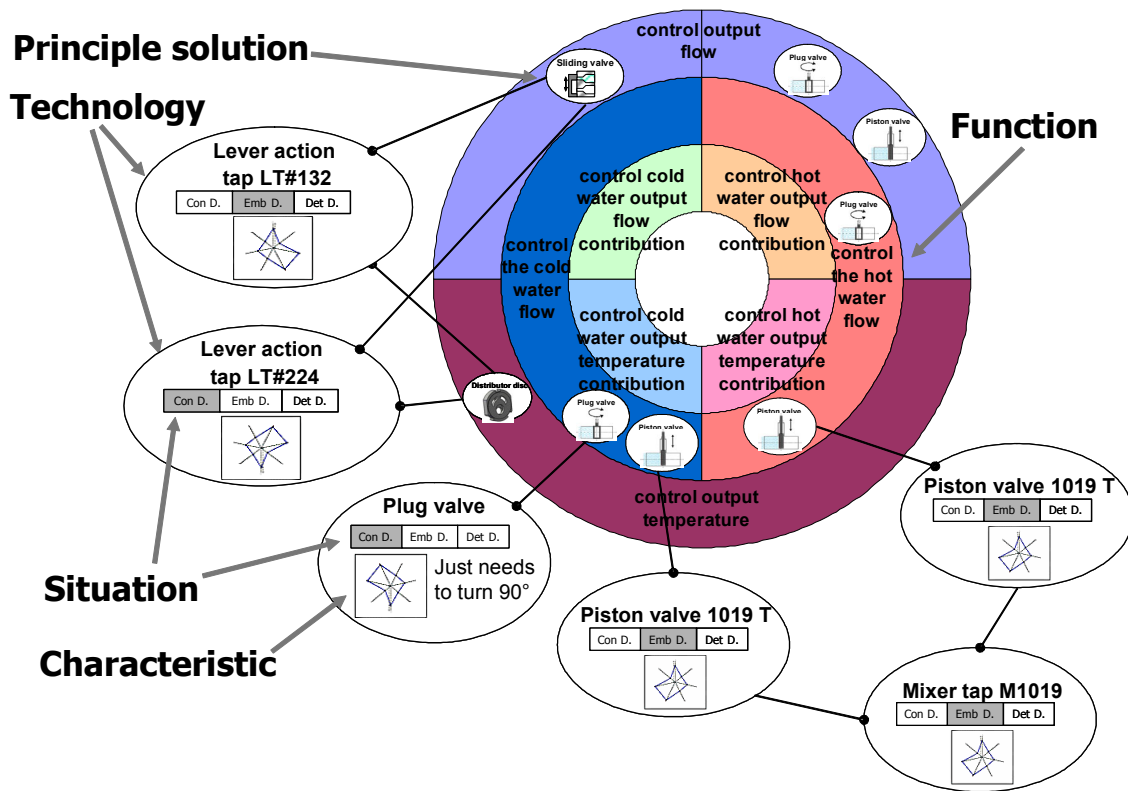 Principle solution
Technology
Function
Situation
Characteristic
control output
flow
Sliding valve
Plug valve
Piston valve
Plug valve
control cold
water output
flow
contribution
control hot
water output
flow
contribution
control
the cold
water
flow
control
the hot
water
flow
control cold
water output
temperature
contribution
control hot
water output
temperature
contribution
Distributor disc
Plug valve
Piston valve
Piston valve
control output
temperature
Lever action
tap LT#132
Con D. Emb D. Det D.
Lever action
tap LT#224
Con D. Emb D. Det D.
Plug valve
Con D. Emb D. Det D.
Just needs
to turn 90°
Piston valve 1019 T
Con D. Emb D. Det D.
Piston valve 1019 T
Con D. Emb D. Det D.
Mixer tap M1019
Con D. Emb D. Det D.